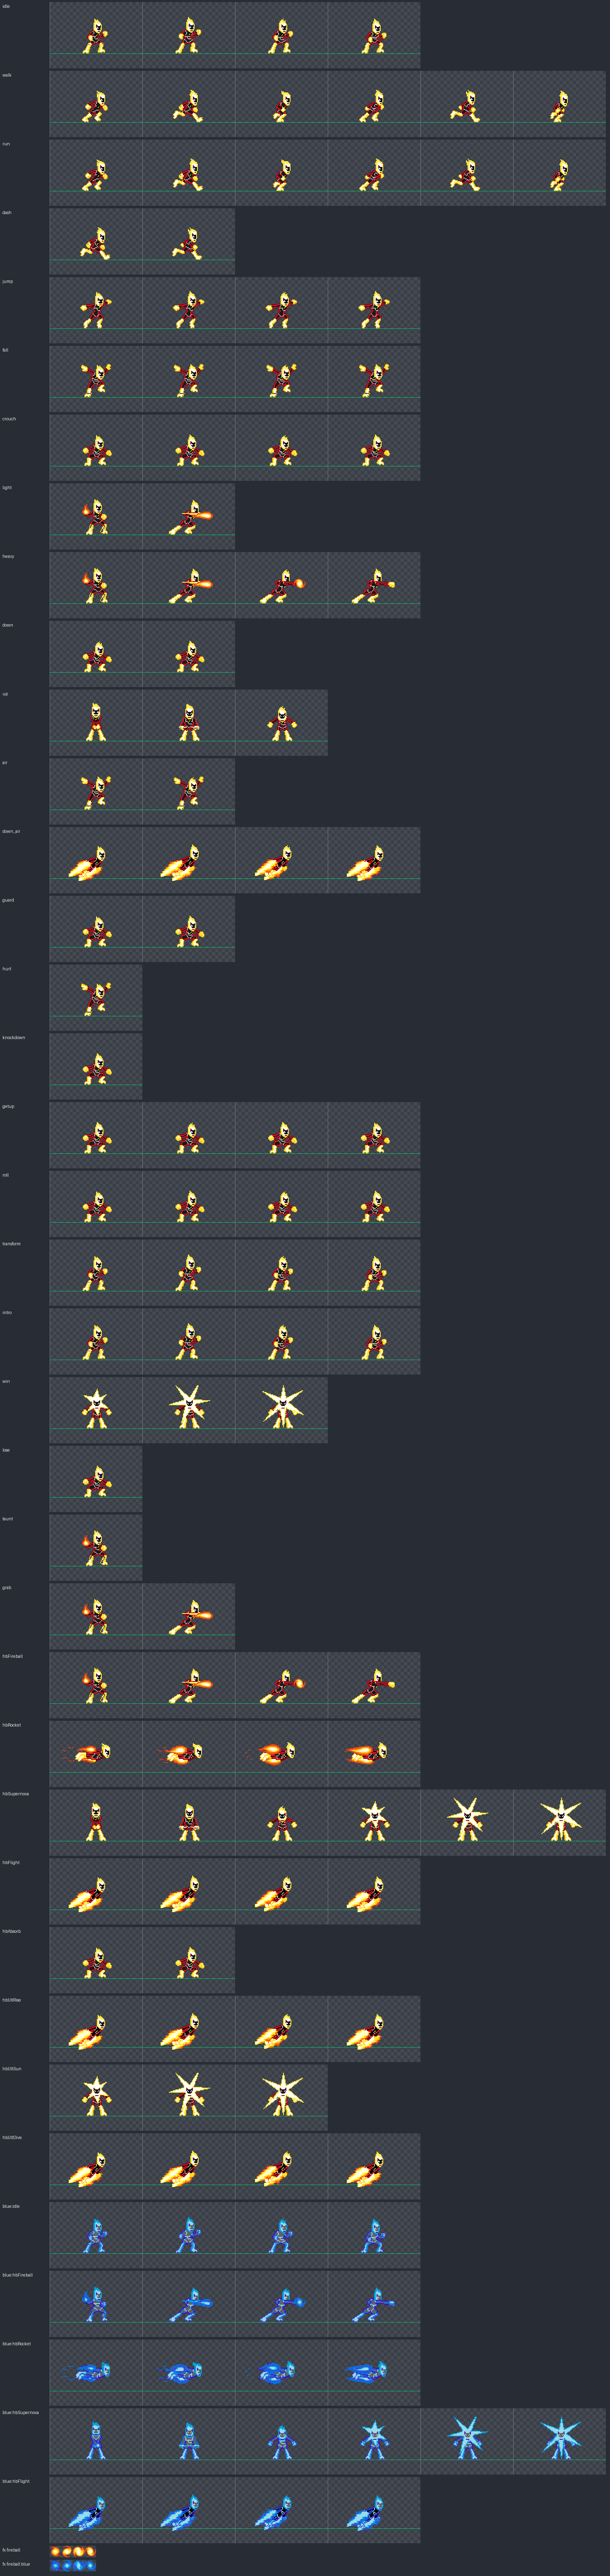 idle
walk
run
dash
jump
fall
crouch
light
heavy
down
air
down_air
guard
hurt
knockdown
getup
roll
transform
intro
win
lose
taunt
grab
hbFireball
hbRocket
hbSupernova
hbFlight
hbAbsorb
hbUltRise
hbUltSun
hbUltDive
blue:idle
blue:hbFireball
blue:hbRocket
blue:hbSupernova
blue:hbFlight
fx-fireball
fx-fireball blue